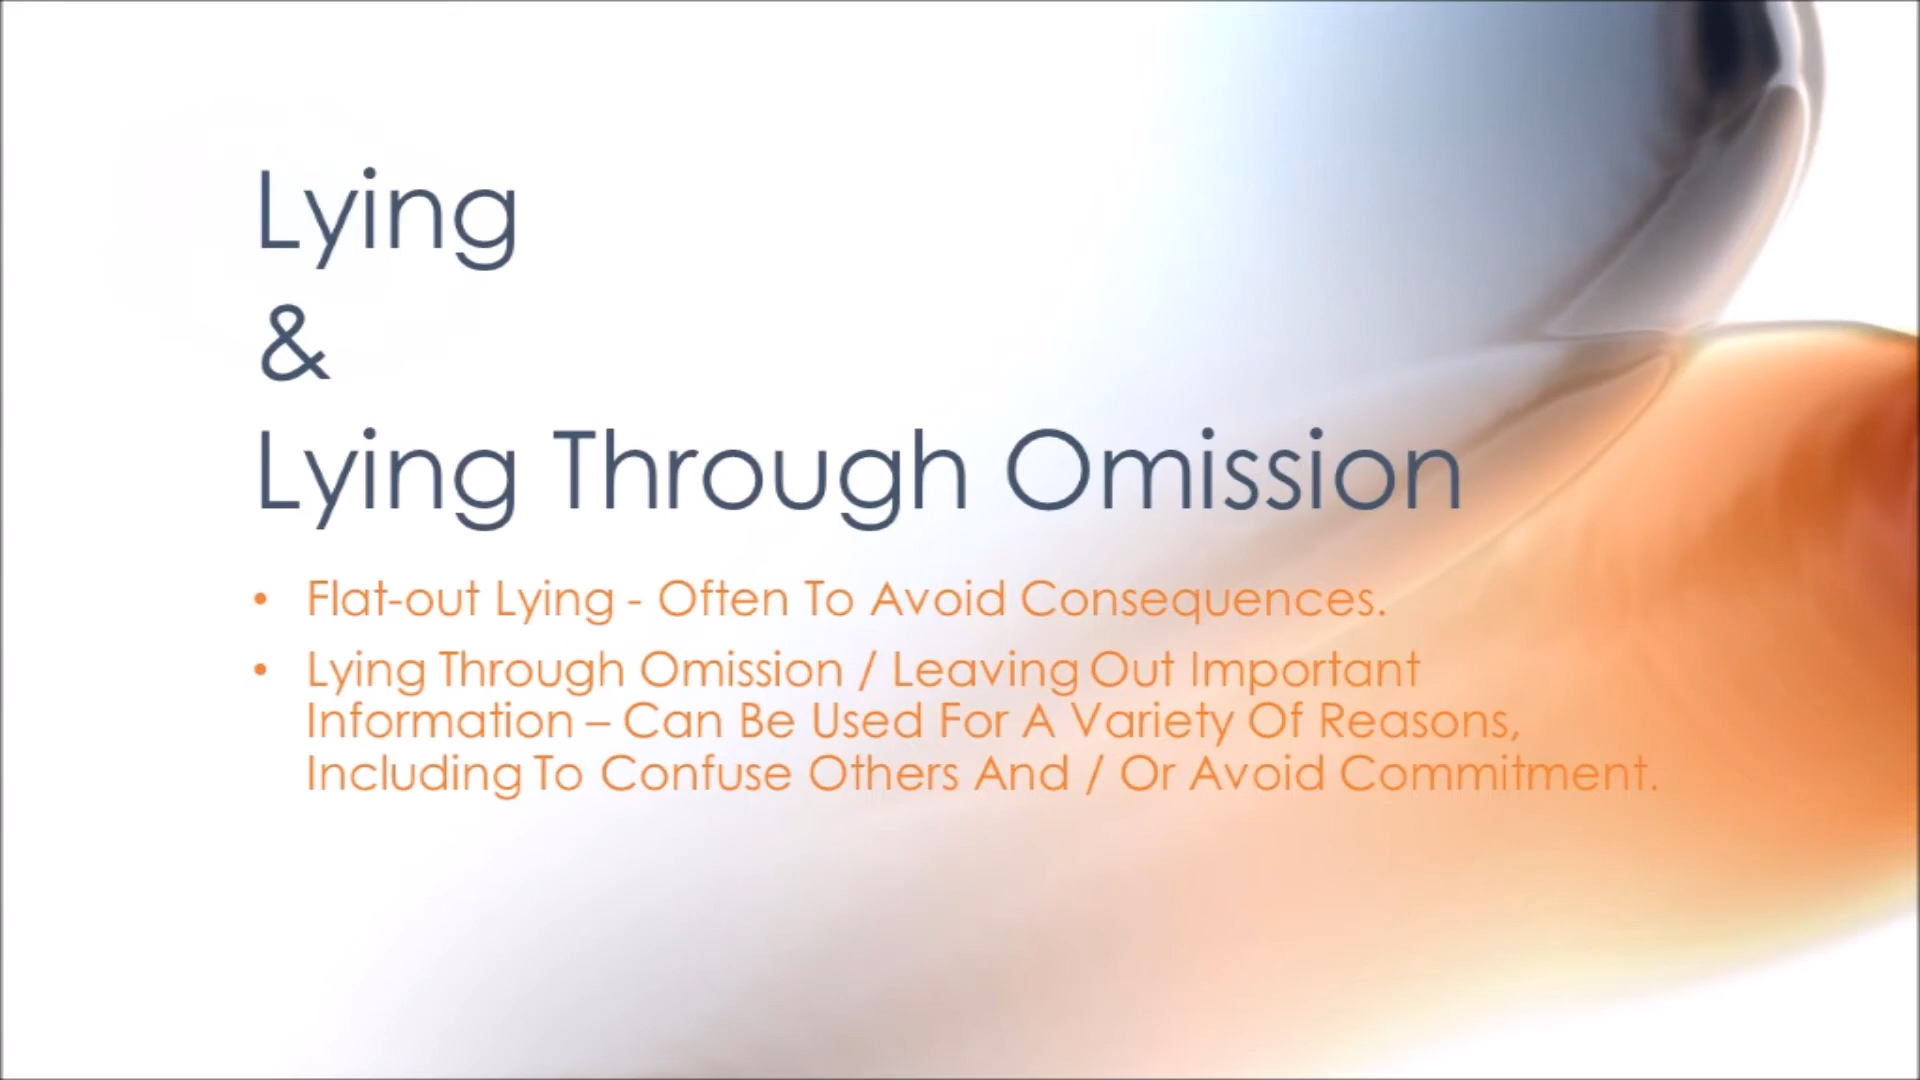 Lying
&
Lying Through Omission
• Flat-out Lying - Often To Avoid Consequences.
• Lying Through Omission / Leaving Out Important
Information – Can Be Used For A Variety Of Reasons,
Including To Confuse Others And / Or Avoid Commitment.